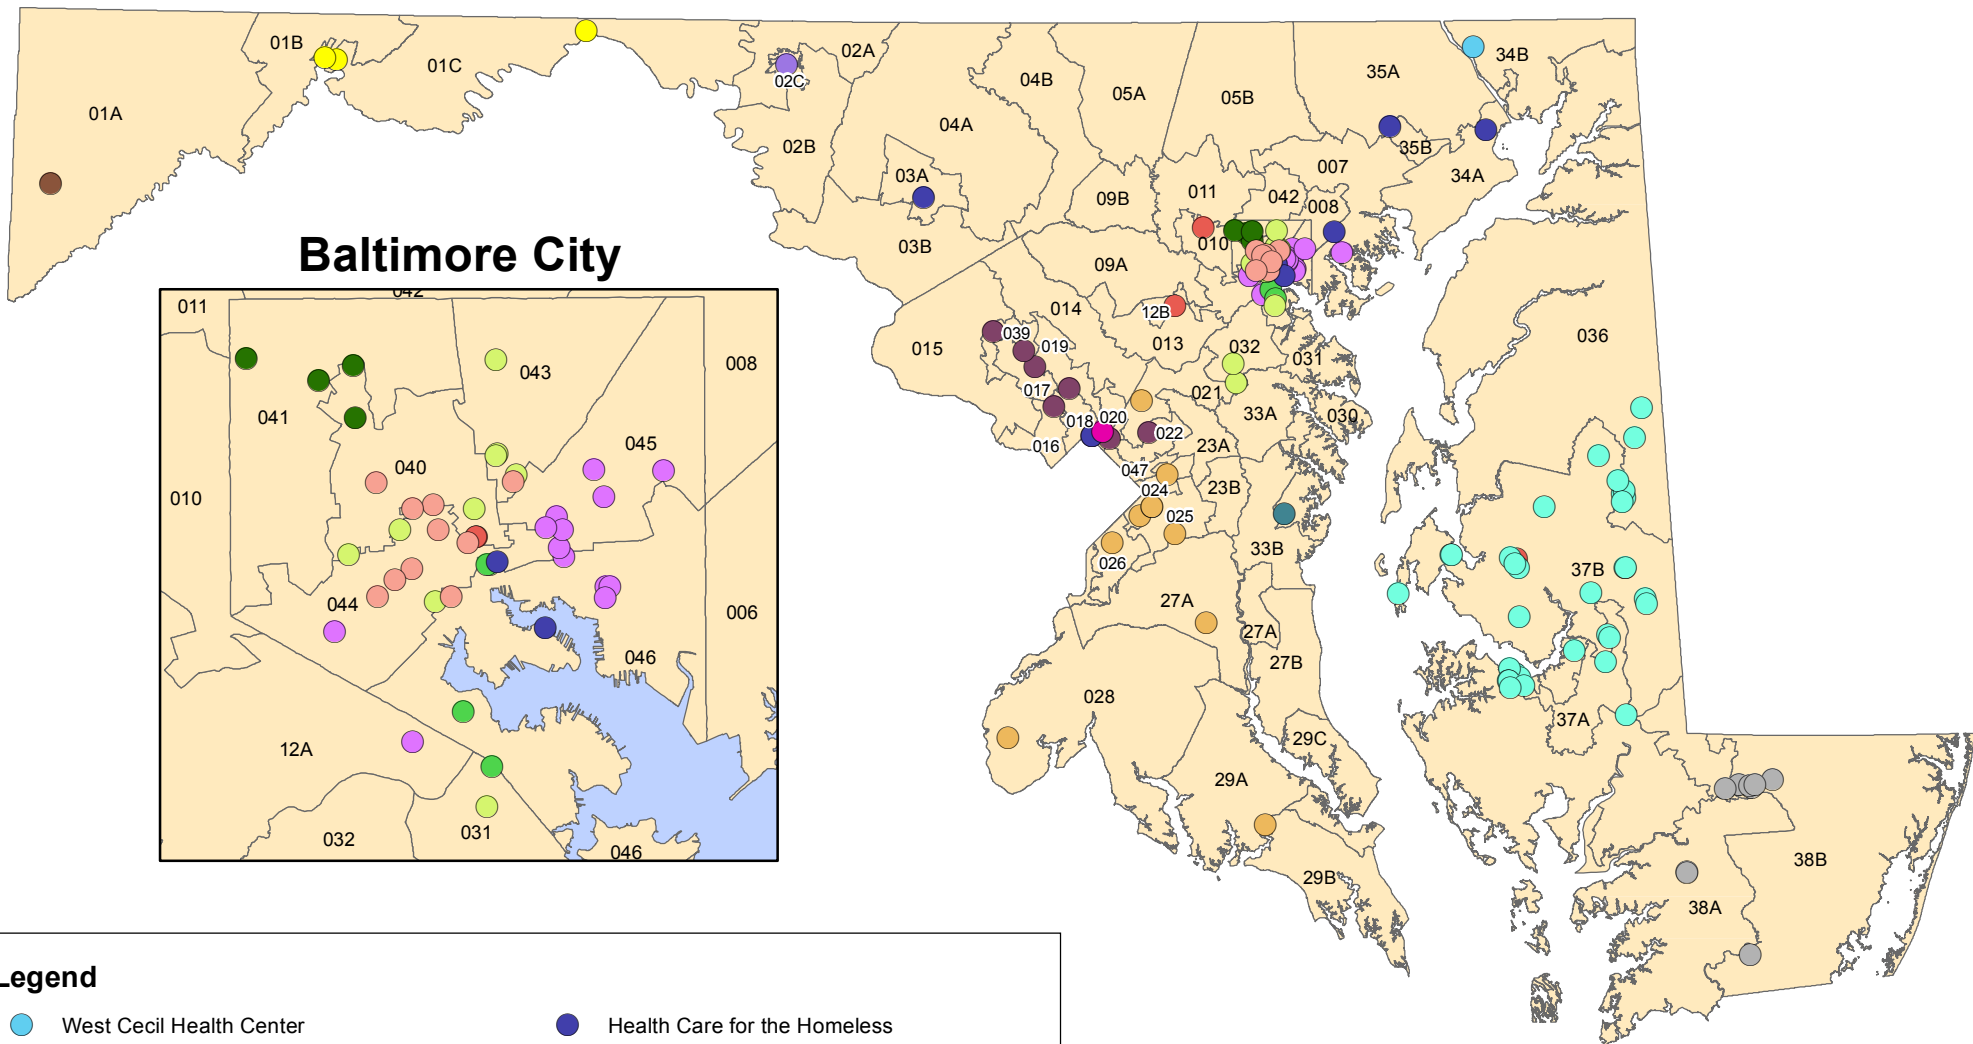 01B
01C
01A
02A
02C
02B
04B
04A
05A
05B
35A
34B
35B
34A
03A
03B
09B
011
007
042
008
010
036
09A
014
12B
013
015
039
019
017
018
020
016
022
021
032
031
33A
030
23A
047
024
23B
025
026
33B
27A
27A
27B
028
29C
29A
29B
37B
37A
38B
38A
Baltimore City
011
042
008
043
041
045
040
010
044
006
046
12A
032
031
046
Legend
West Cecil Health Center
Health Care for the Homeless